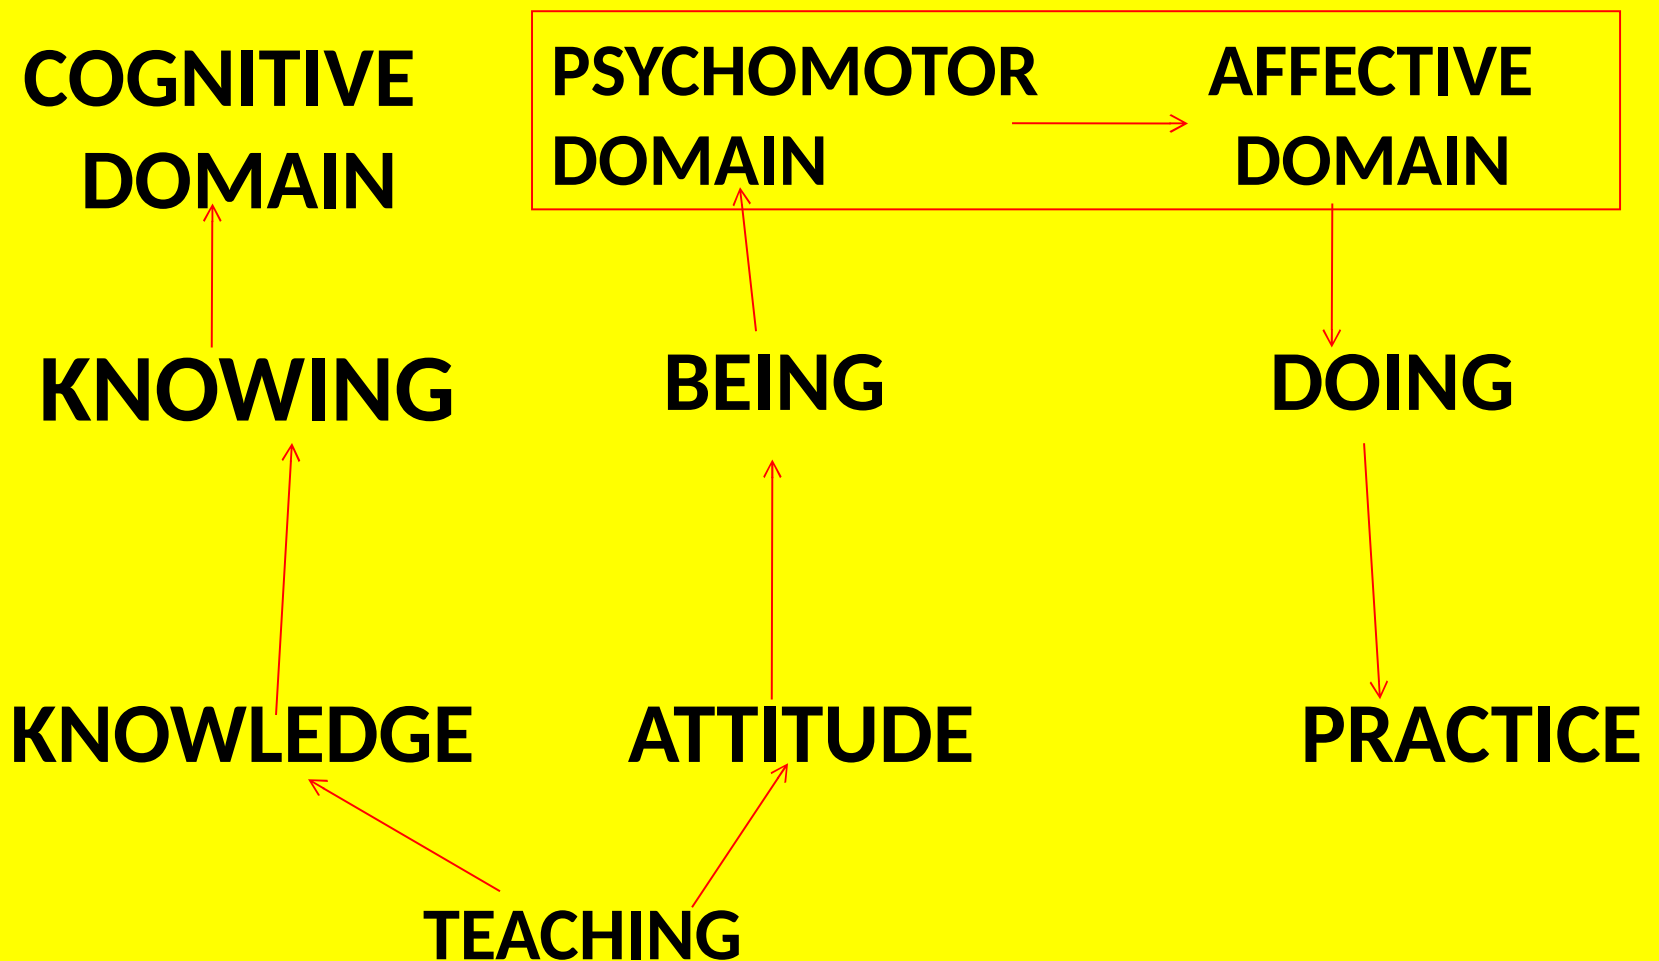 COGNITIVE
DOMAIN
PSYCHOMOTOR AFFECTIVE
DOMAIN DOMAIN
KNOWING
BEING
DOING
KNOWLEDGE
ATTITUDE
PRACTICE
TEACHING